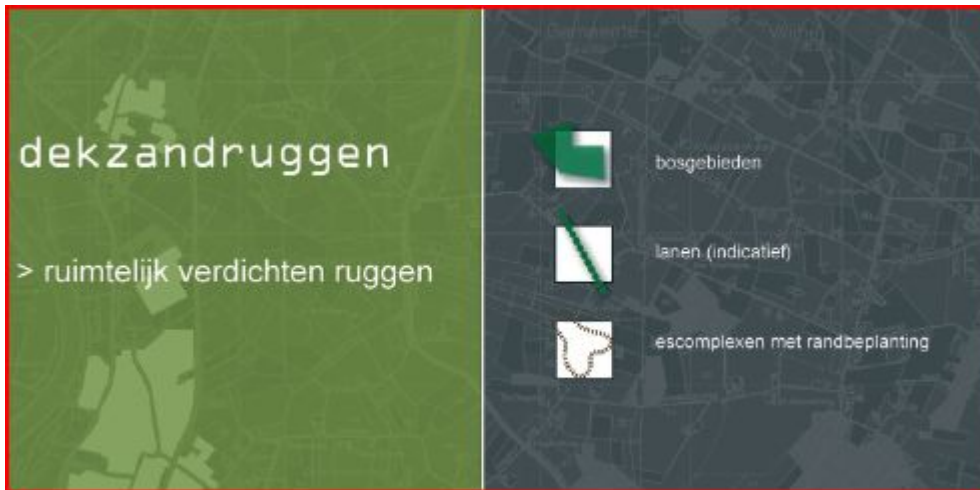 dekzandruggen
> ruimtelijk verdichten ruggen
bosgebieden
lanen (indicatief)
escomplexen met randbeplanting